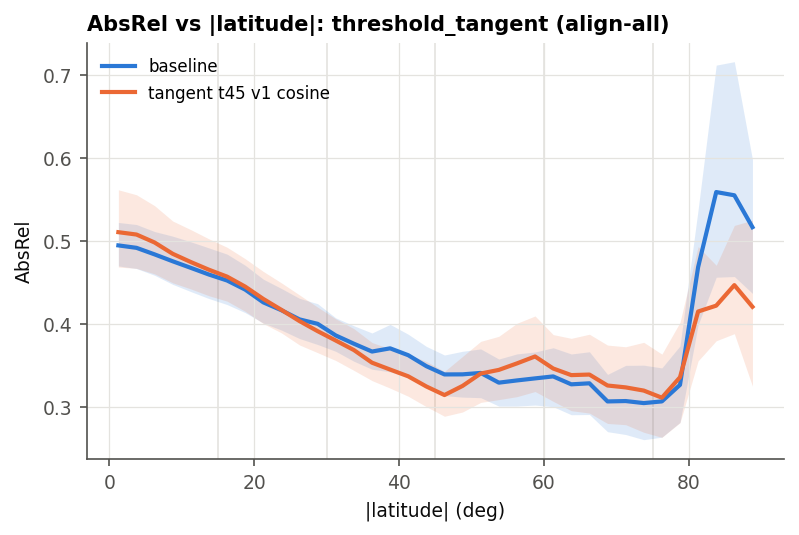 AbsRel vs |latitude|: threshold_tangent (align-all)
baseline
tangent t45 v1 cosine
AbsRel
0.7
0.6
0.5
0.4
0.3
0 20 40 60 80
|latitude| (deg)